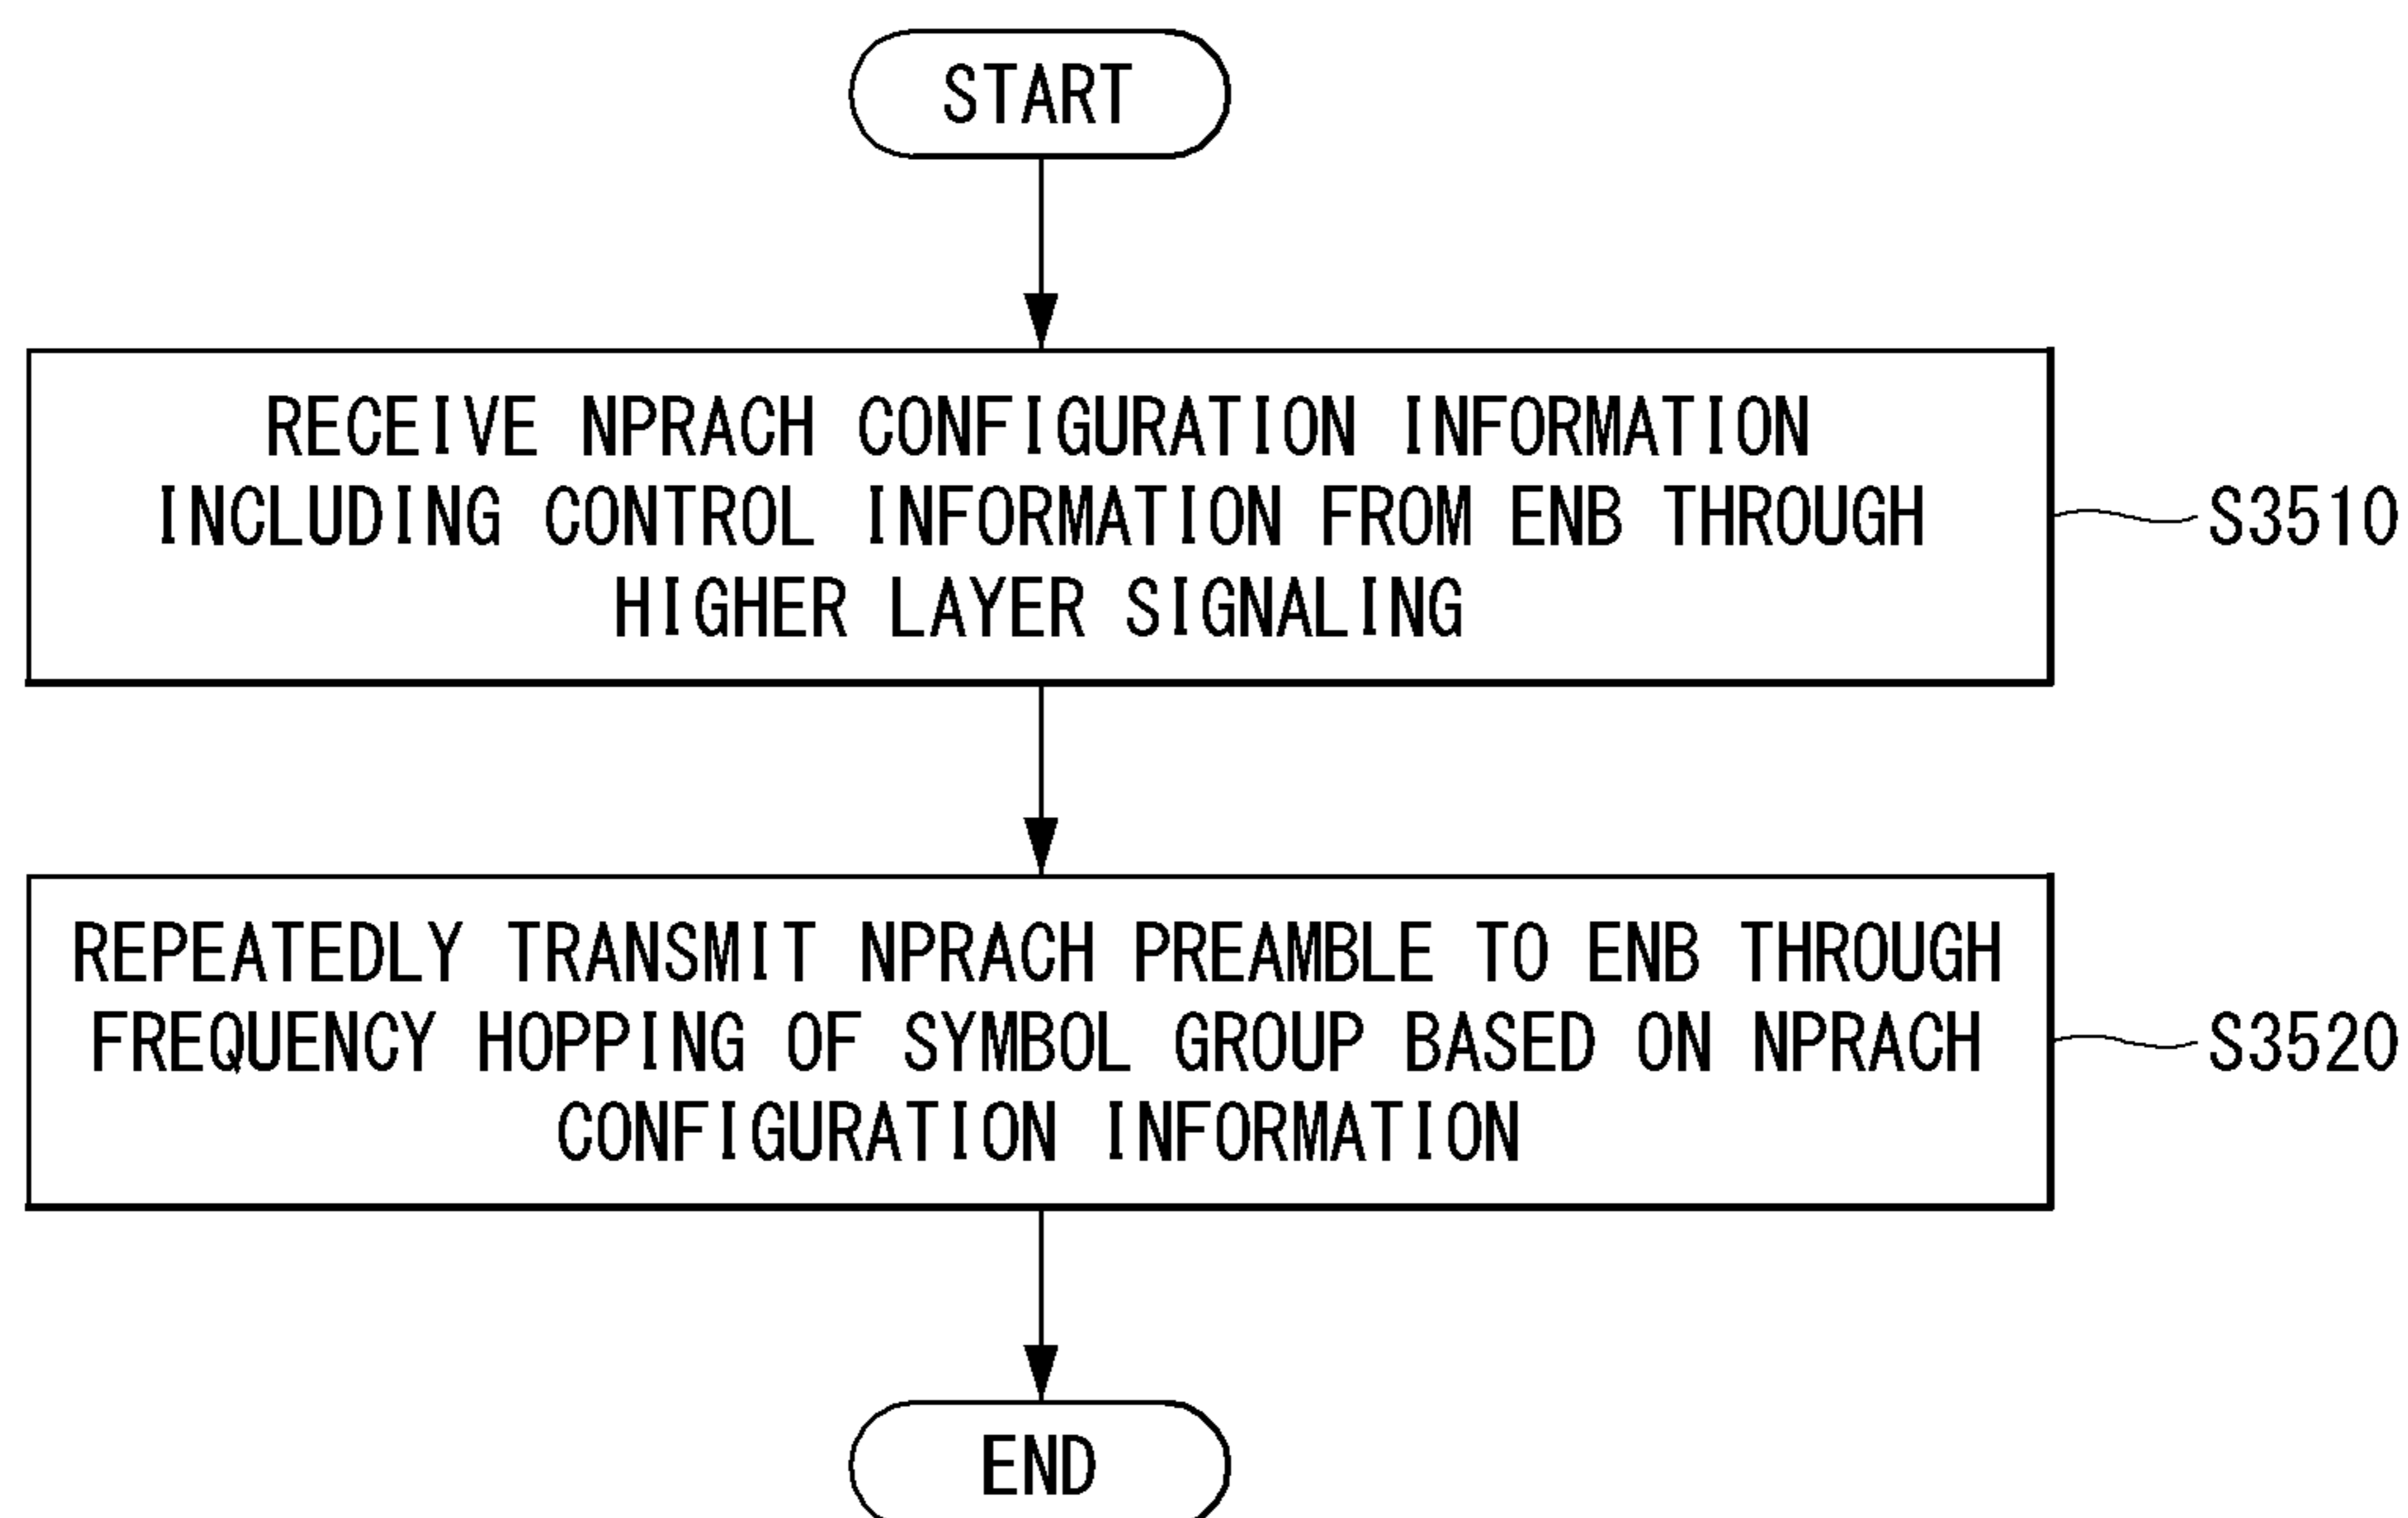 START
RECEIVE NPRACH CONFIGURATION INFORMATION
INCLUDING CONTROL INFORMATION FROM ENB THROUGH
HIGHER LAYER SIGNALING
S3510
REPEATEDLY TRANSMIT NPRACH PREAMBLE TO ENB THROUGH
FREQUENCY HOPPING OF SYMBOL GROUP BASED ON NPRACH
CONFIGURATION INFORMATION
S3520
END